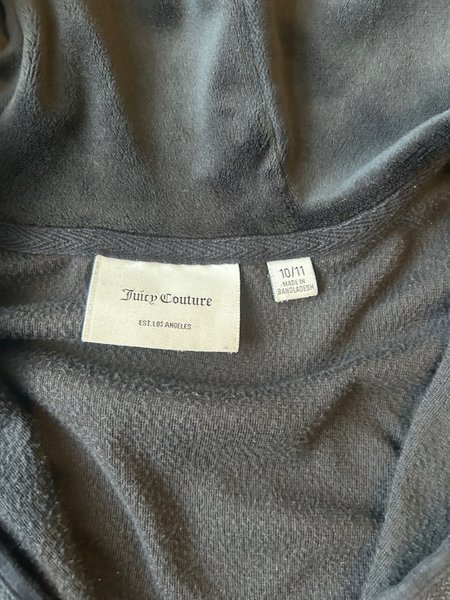 Juicy Couture
EST. LOS ANGELES
10/11
MADE IN
BANGLADESH